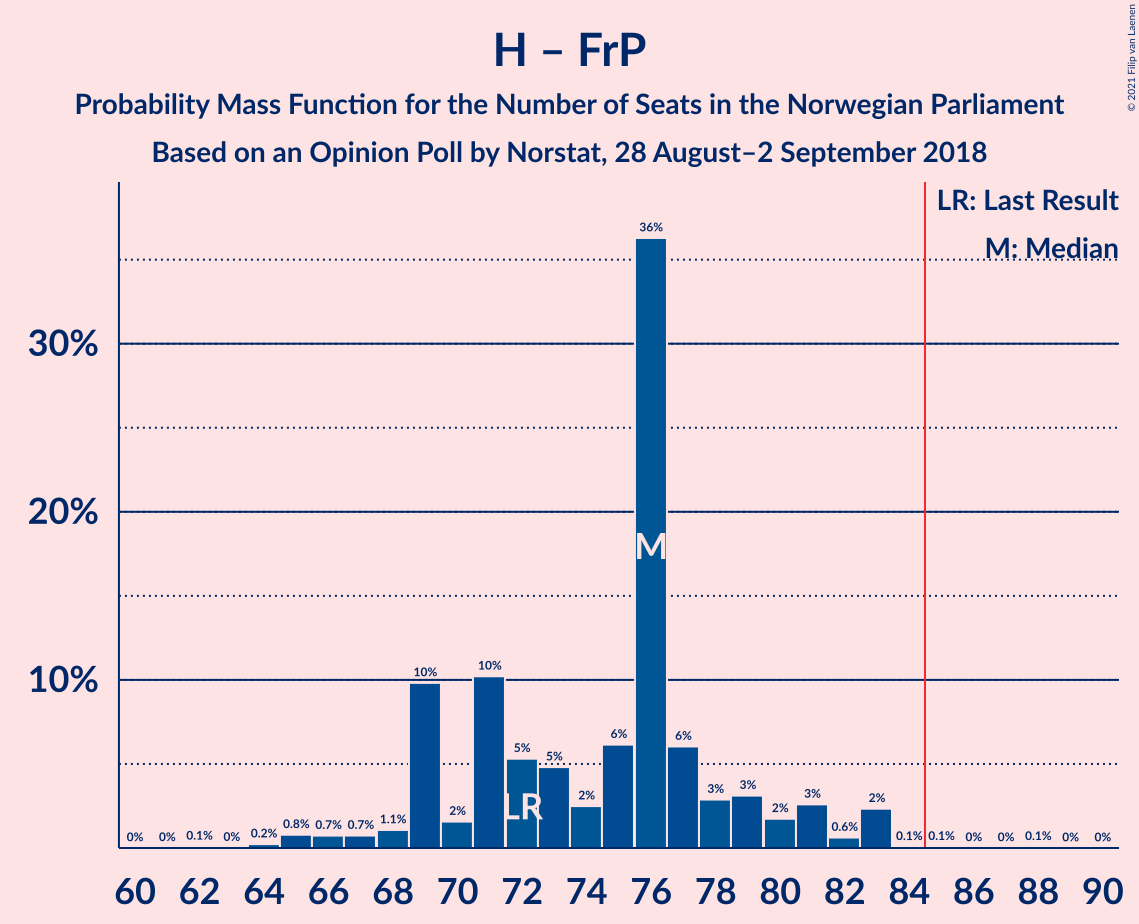 H – FrP
Probability Mass Function for the Number of Seats in the Norwegian Parliament
Based on an Opinion Poll by Norstat, 28 August–2 September 2018
© 2021 Filip van Laenen
LR: Last Result
M: Median
30%
20%
10%
0% 0% 0.1% 0% 0.2% 0.8% 0.7% 0.7% 1.1% 10% 2% 10% 5% 5% 2% 6% 36% 6% 3% 3% 2% 3% 0.6% 2% 0.1% 0.1% 0% 0% 0.1% 0% 0%
M
LR
60 62 64 66 68 70 72 74 76 78 80 82 84 86 88 90